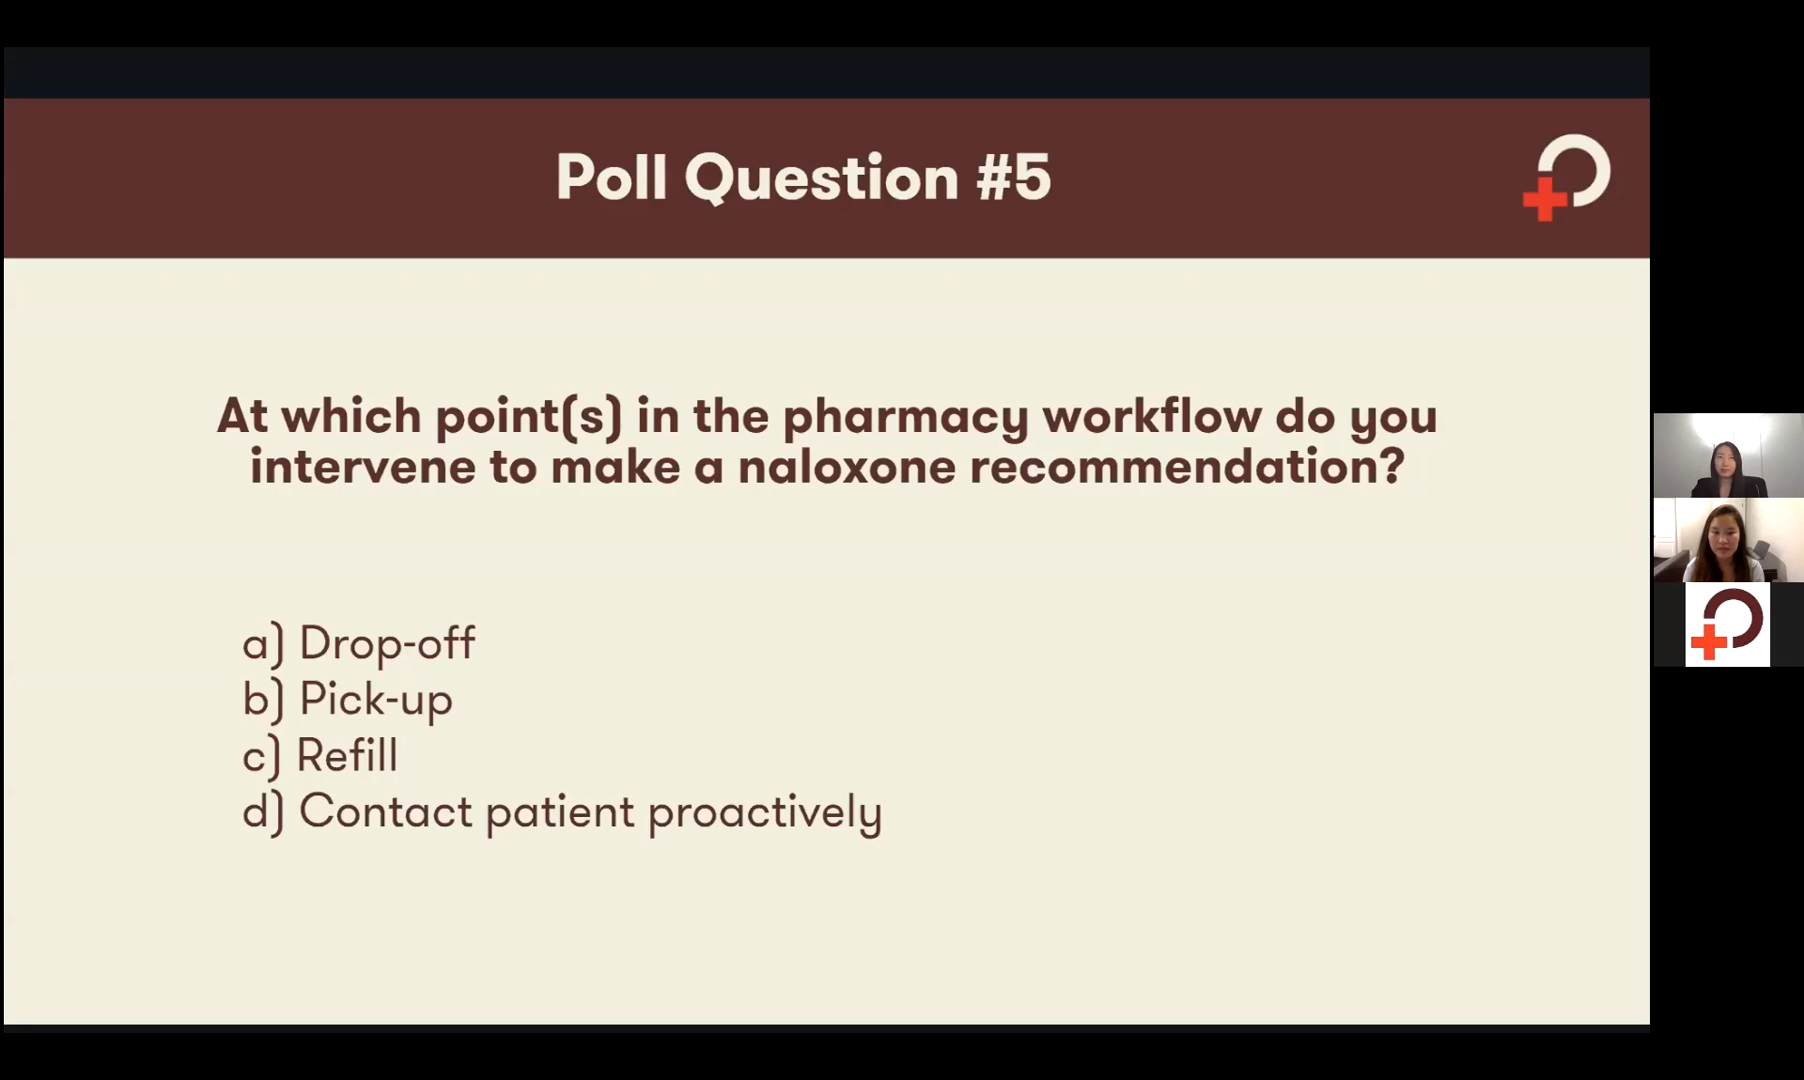 Poll Question #5
At which point(s) in the pharmacy workflow do you
intervene to make a naloxone recommendation?
a) Drop-off
b) Pick-up
c) Refill
d) Contact patient proactively